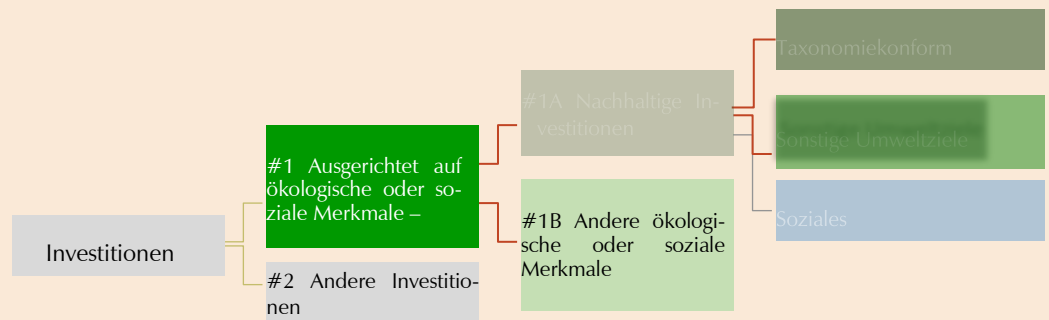 Taxonomiekonform
#1A Nachhaltige In-
vestitionen
Sonstige Umweltziele
#1 Ausgerichtet auf
ökologische oder so-
ziale Merkmale –
Soziales
#1B Andere ökologi-
sche oder soziale
Merkmale
Investitionen
#2 Andere Investitio-
nen